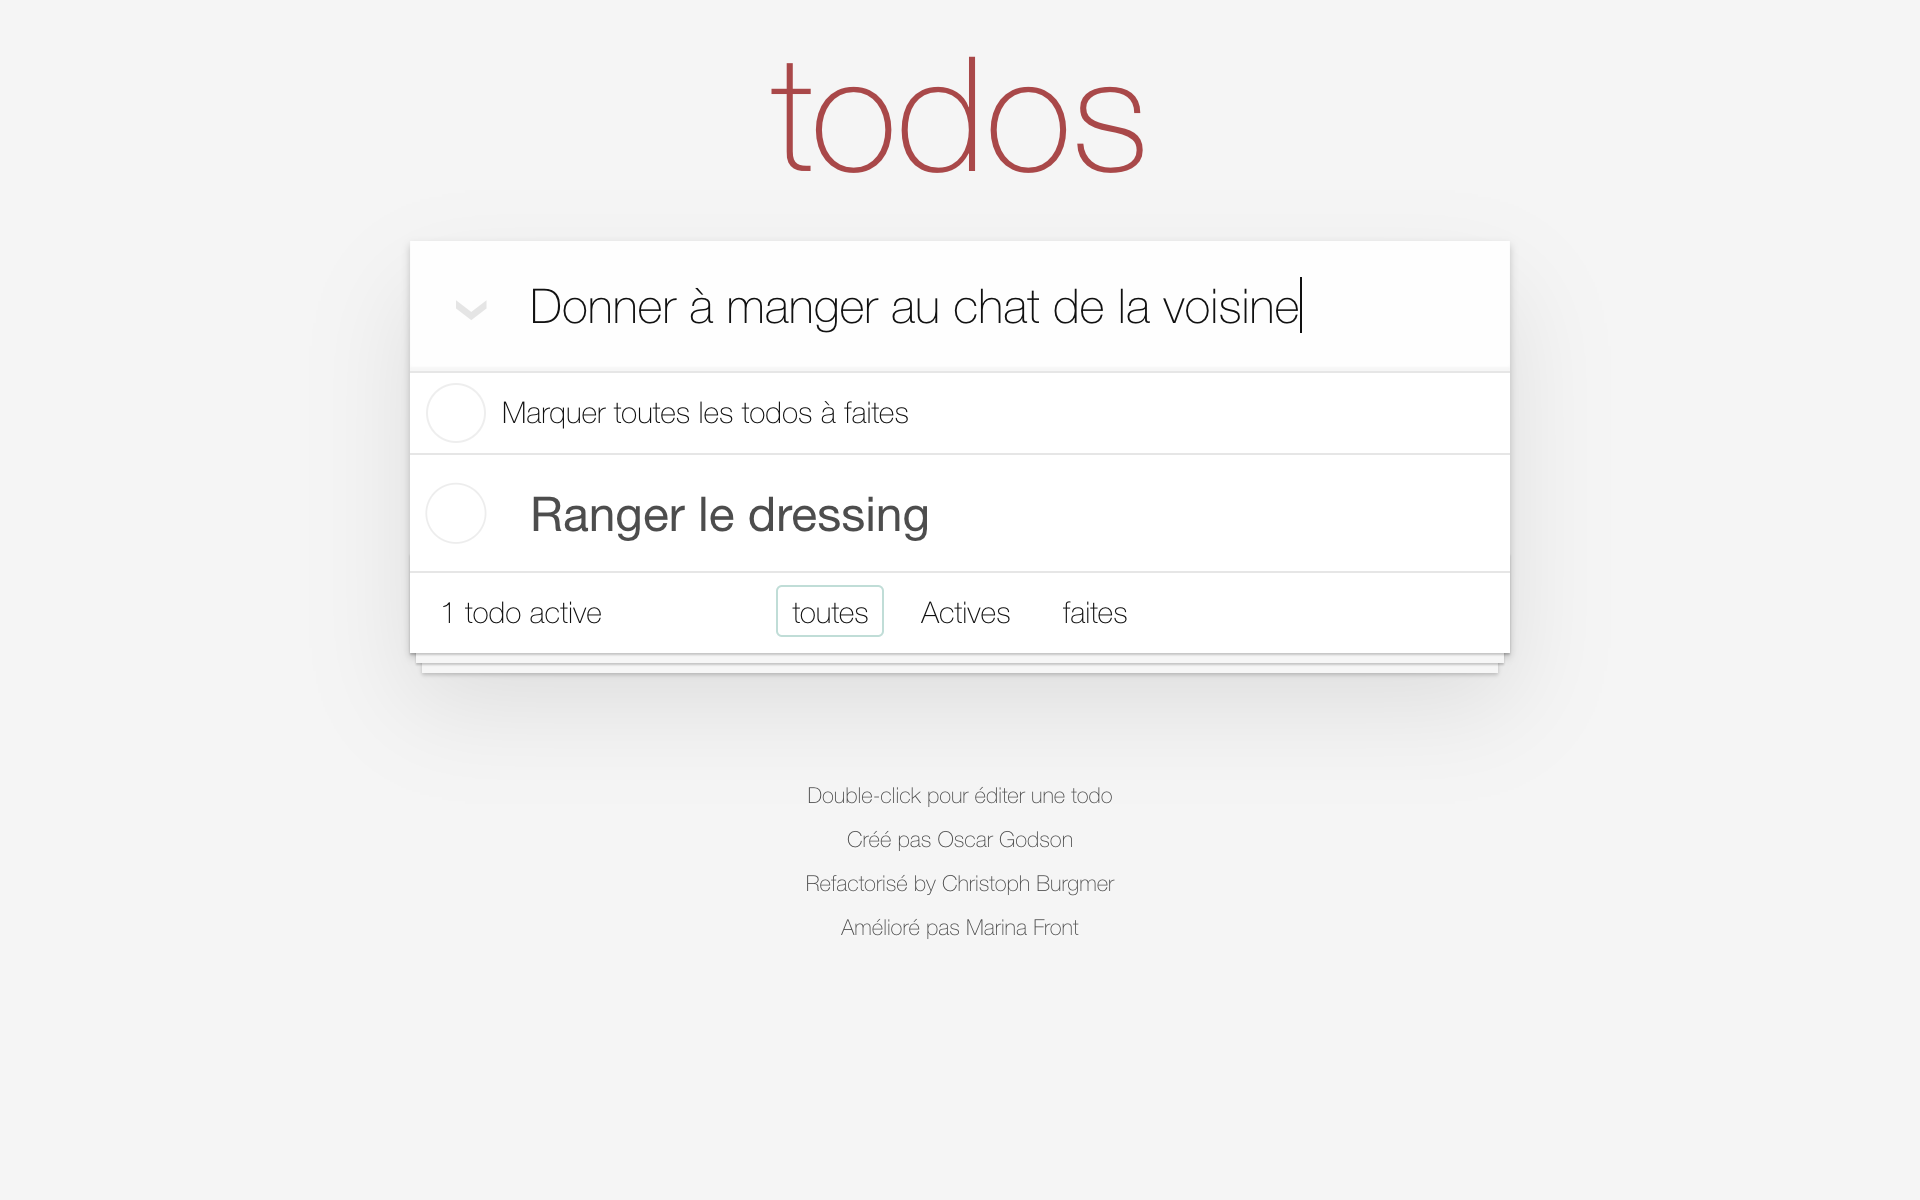 todos
Donner à manger au chat de la voisine
Marquer toutes les todos à faites
Ranger le dressing
1 todo active toutes Actives faites
Double-click pour éditer une todo
Créé pas Oscar Godson
Refactorisé by Christoph Burgmer
Amélioré pas Marina Front